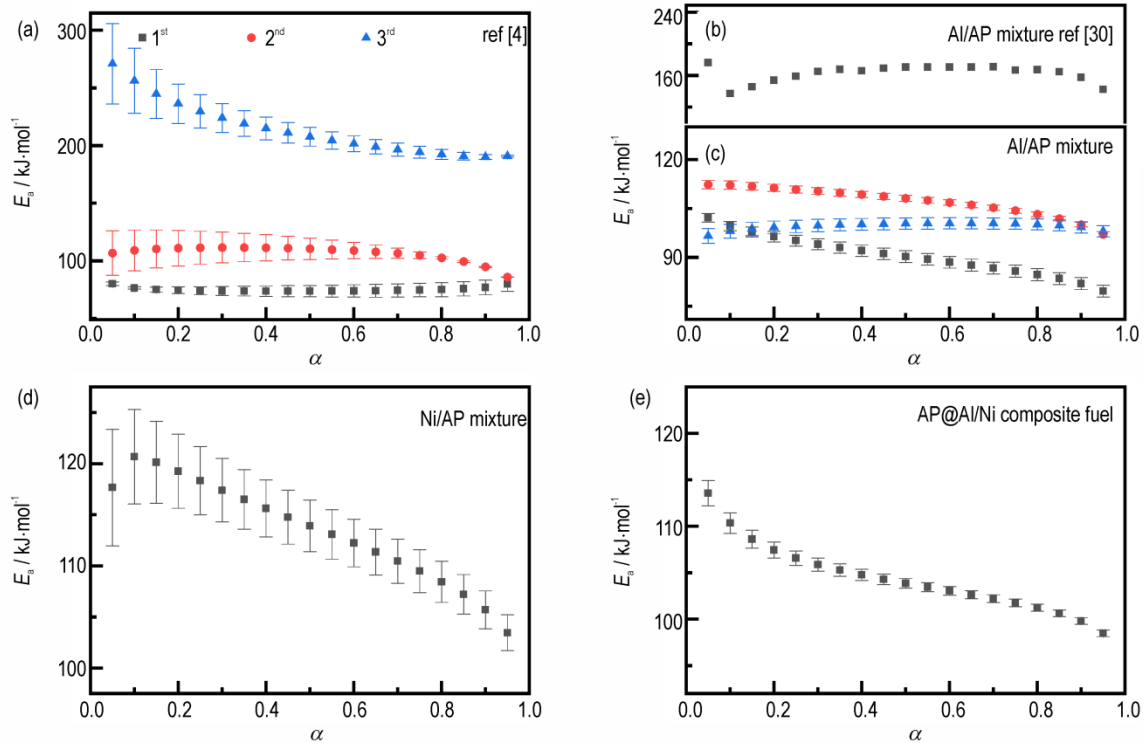 (a)
1st
2nd
3rd
ref [4]
300
200
100
Ea / kJ·mol-1
0.0 0.2 0.4 0.6 0.8 1.0
α
(b)
Al/AP mixture ref [30]
240
160
(c)
Al/AP mixture
120
90
Ea / kJ·mol-1
0.0 0.2 0.4 0.6 0.8 1.0
α
(d)
Ni/AP mixture
120
110
100
Ea / kJ·mol-1
0.0 0.2 0.4 0.6 0.8 1.0
α
(e)
AP@Al/Ni composite fuel
120
110
100
Ea / kJ·mol-1
0.0 0.2 0.4 0.6 0.8 1.0
α